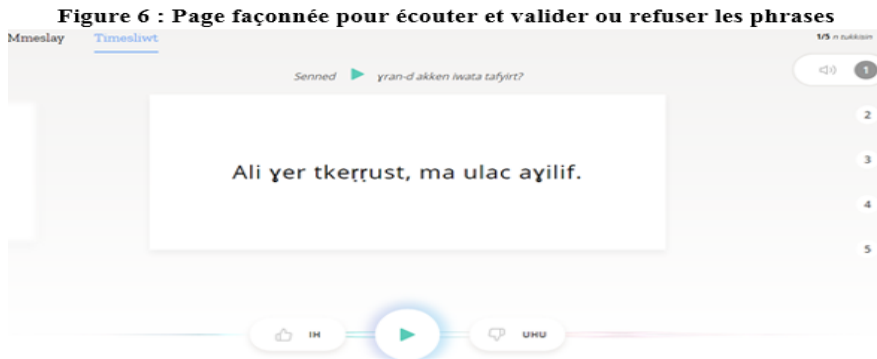 Figure 6 : Page façonnée pour écouter et valider ou refuser les phrases
Mmeslay Timesliwt
1/5 n tukkisin
Senned ɣran-d akken iwata tafyirt?
1
Ali ɣer tkeṛṛust, ma ulac aɣilif.
2
3
4
5
IH UHU